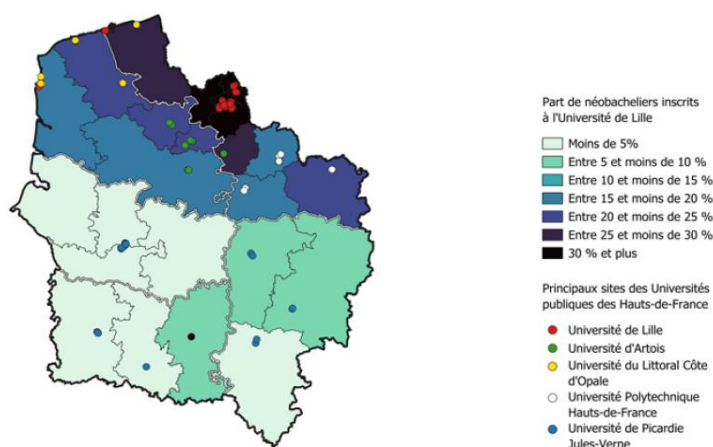 Part de néobacheliers inscrits
à l'Université de Lille
Moins de 5%
Entre 5 et moins de 10 %
Entre 10 et moins de 15 %
Entre 15 et moins de 20 %
Entre 20 et moins de 25 %
Entre 25 et moins de 30 %
30 % et plus
Principaux sites des Universités
publiques des Hauts-de-France
Université de Lille
Université d'Artois
Université du Littoral Côte
d'Opale
Université Polytechnique
Hauts-de-France
Université de Picardie
Jules-Verne